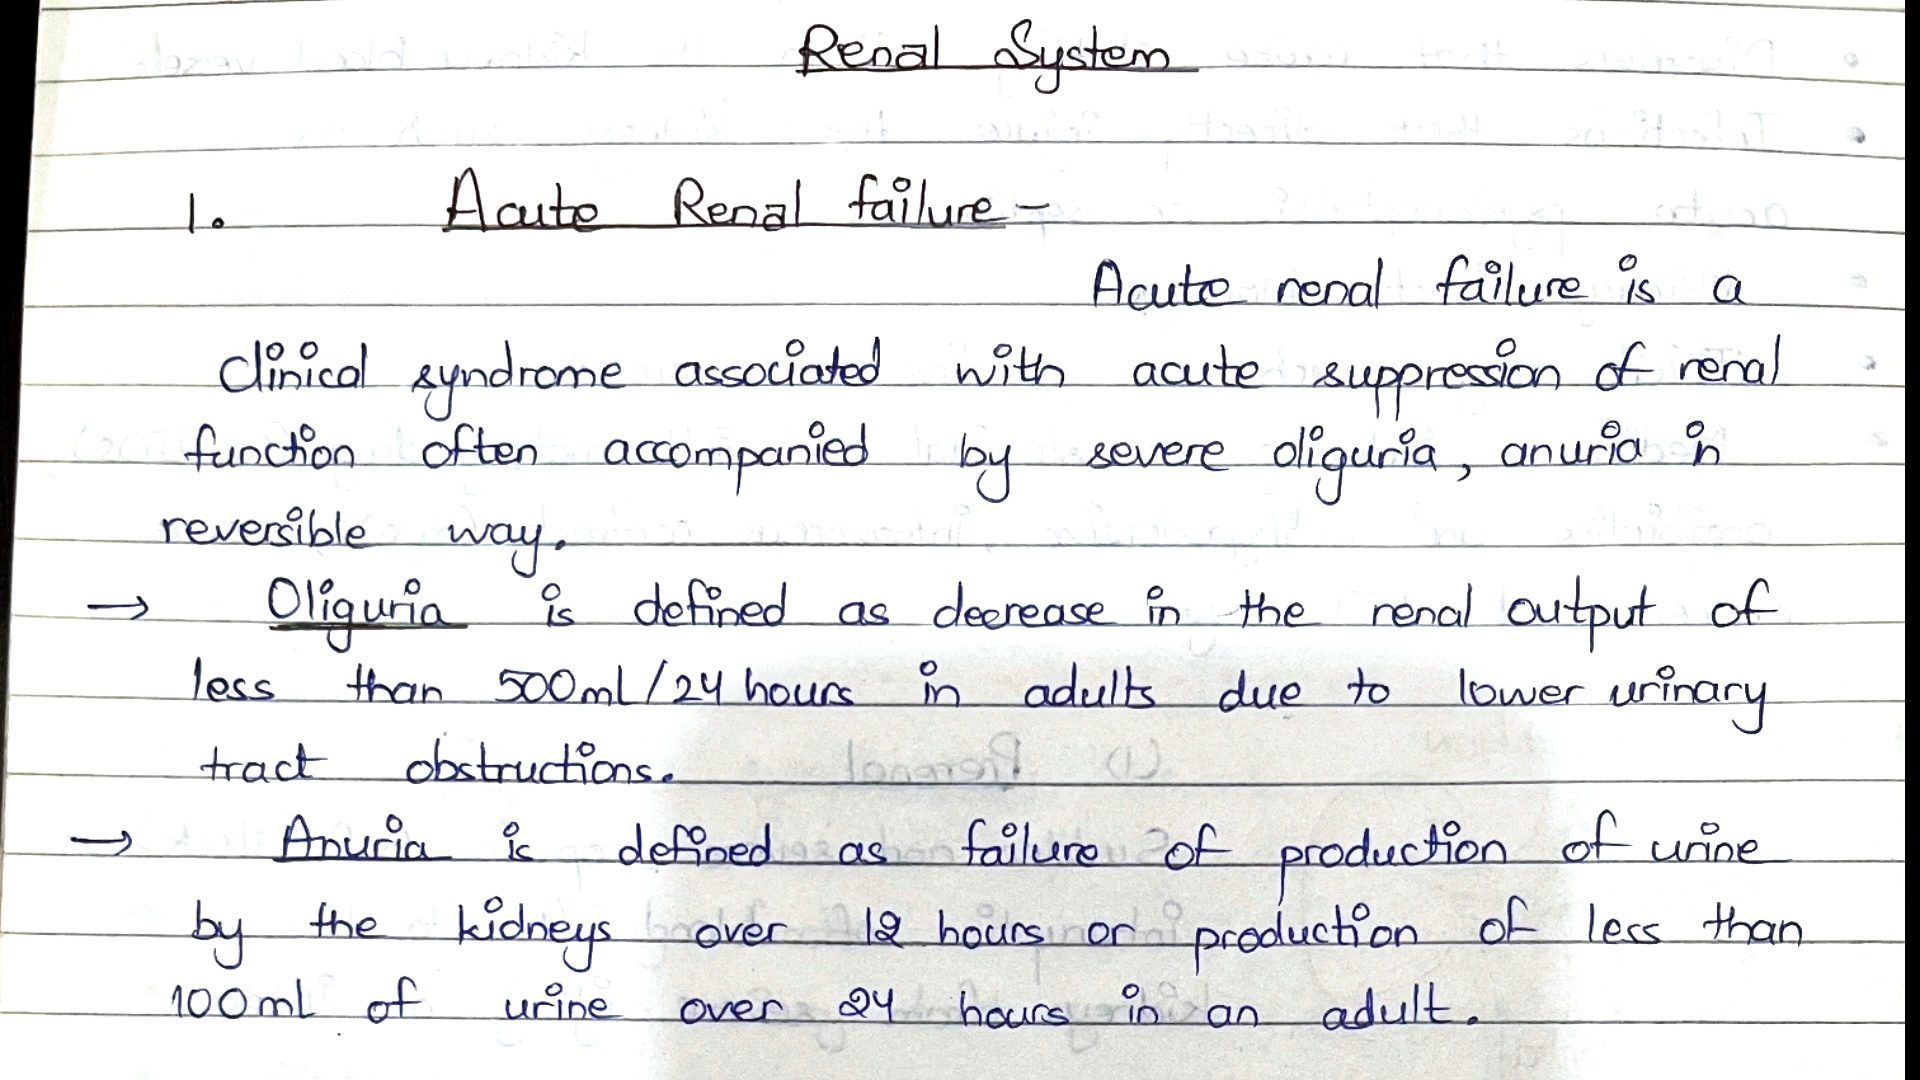 Renal System
1. Acute Renal failure -
Acute renal failure is a
clinical syndrome associated with acute suppression of renal
function often accompanied by severe oliguria, anuria in
reversible way.
→ Oliguria is defined as decrease in the renal output of
less than 500ml/24 hours in adults due to lower urinary
tract obstructions.
→ Anuria is defined as failure of production of urine
by the kidneys over 12 hours or production of less than
100ml of urine over 24 hours in an adult.